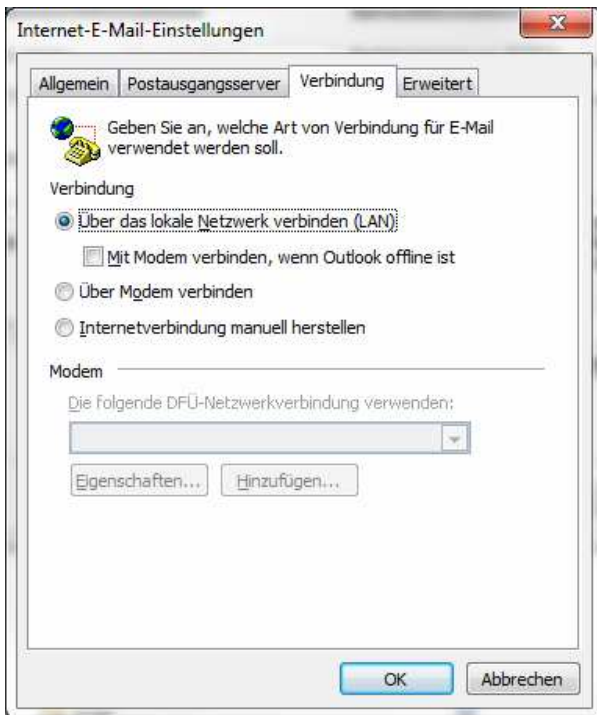 Internet-E-Mail-Einstellungen
Allgemein Postausgangsserver Verbindung Erweitert
Geben Sie an, welche Art von Verbindung für E-Mail
verwendet werden soll.
Verbindung
Über das lokale Netzwerk verbinden (LAN)
Mit Modem verbinden, wenn Outlook offline ist
Über Modem verbinden
Internetverbindung manuell herstellen
Modem
Die folgende DFÜ-Netzwerkverbindung verwenden:
Eigenschaften... Hinzufügen...
OK Abbrechen